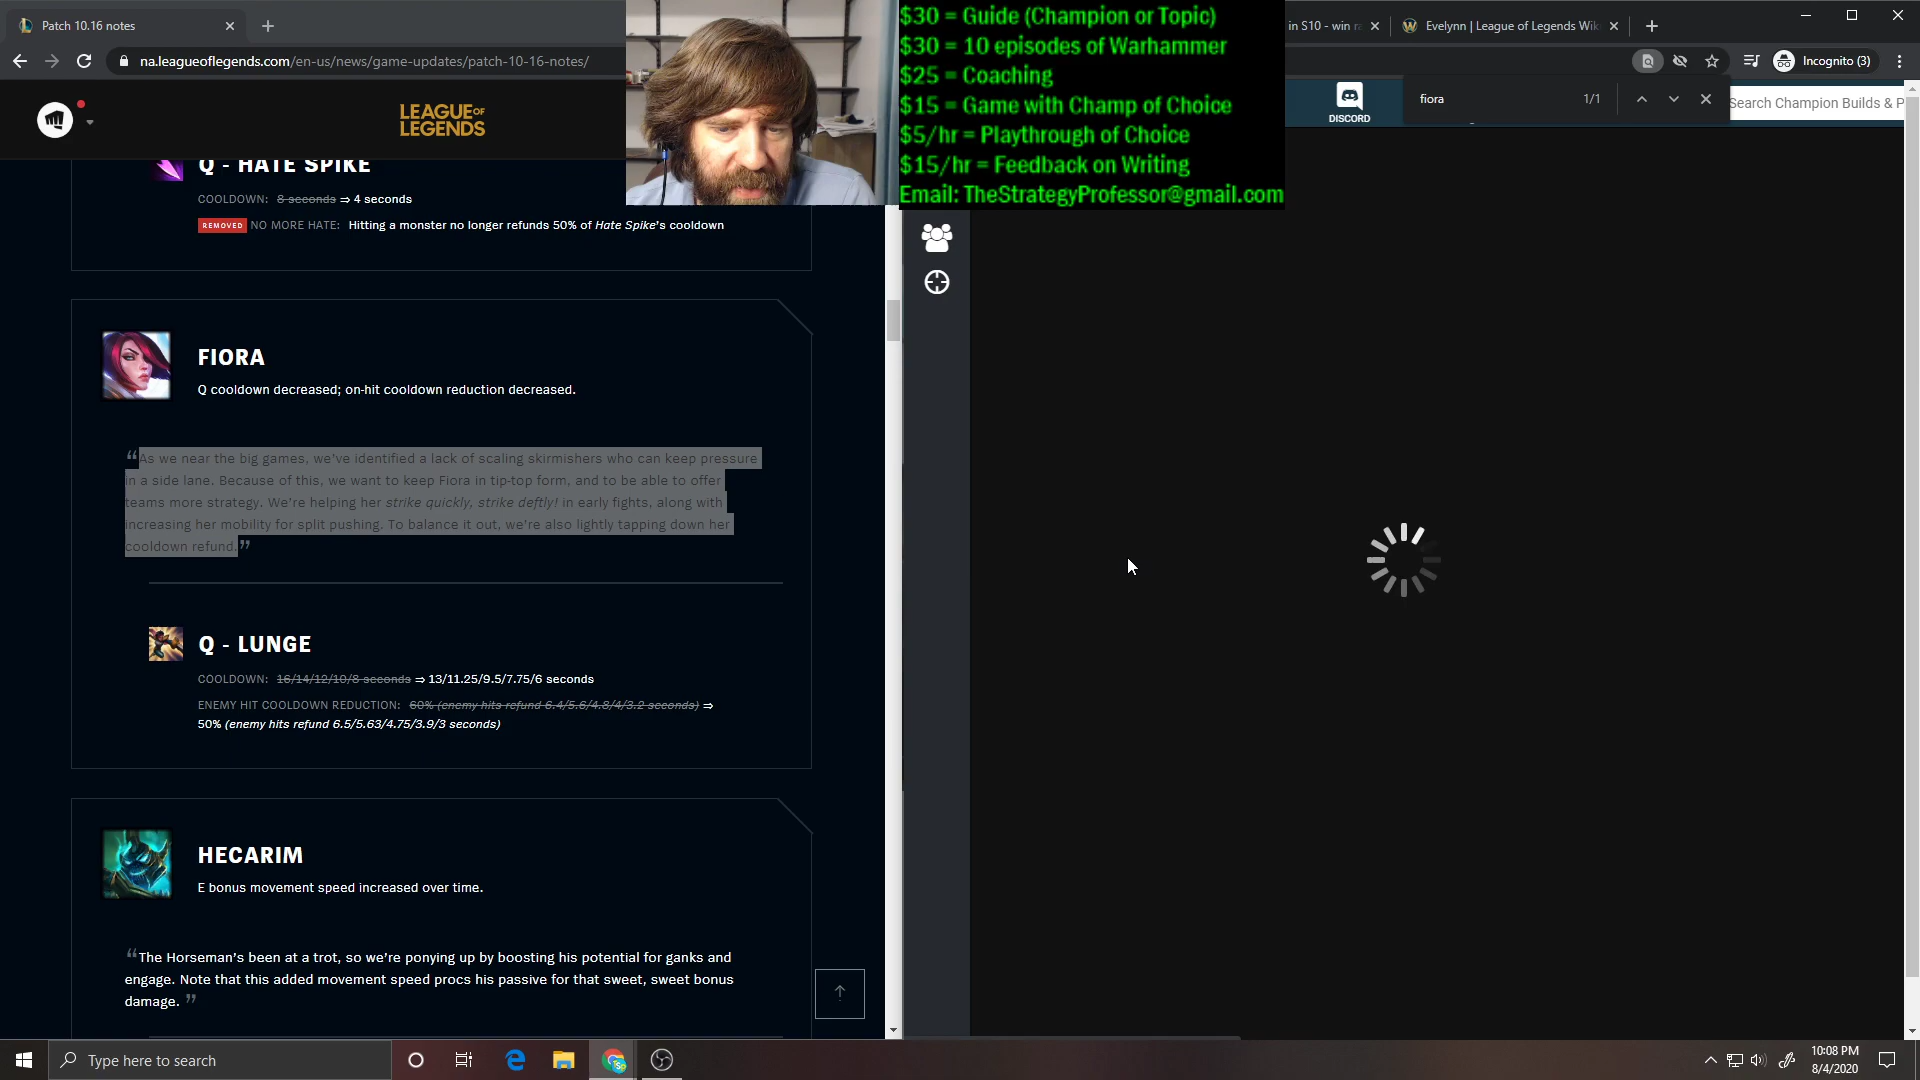 Patch 10.16 notes
in S10 - win ra
Evelynn | League of Legends Wik
na.leagueoflegends.com/en-us/news/game-updates/patch-10-16-notes/
Incognito (3)
$30 = Guide (Champion or Topic)
$30 = 10 episodes of Warhammer
$25 = Coaching
$15 = Game with Champ of Choice
$5/hr = Playthrough of Choice
$15/hr = Feedback on Writing
Email: TheStrategyProfessor@gmail.com
LEAGUE OF
LEGENDS
DISCORD
fiora
1/1
Search Champion Builds & P
Q - HATE SPIKE
COOLDOWN: 8 seconds ⇒ 4 seconds
REMOVED NO MORE HATE: Hitting a monster no longer refunds 50% of Hate Spike's cooldown
FIORA
Q cooldown decreased; on-hit cooldown reduction decreased.
“As we near the big games, we've identified a lack of scaling skirmishers who can keep pressure
in a side lane. Because of this, we want to keep Fiora in tip-top form, and to be able to offer
teams more strategy. We're helping her strike quickly, strike deftly! in early fights, along with
increasing her mobility for split pushing. To balance it out, we're also lightly tapping down her
cooldown refund.”
Q - LUNGE
COOLDOWN: 16/14/12/10/8 seconds ⇒ 13/11.25/9.5/7.75/6 seconds
ENEMY HIT COOLDOWN REDUCTION: 60% (enemy hits refund 6.4/5.6/4.8/4/3.2 seconds) ⇒
50% (enemy hits refund 6.5/5.63/4.75/3.9/3 seconds)
HECARIM
E bonus movement speed increased over time.
“The Horseman's been at a trot, so we're ponying up by boosting his potential for ganks and
engage. Note that this added movement speed procs his passive for that sweet, sweet bonus
damage. ”
Type here to search
10:08 PM
8/4/2020